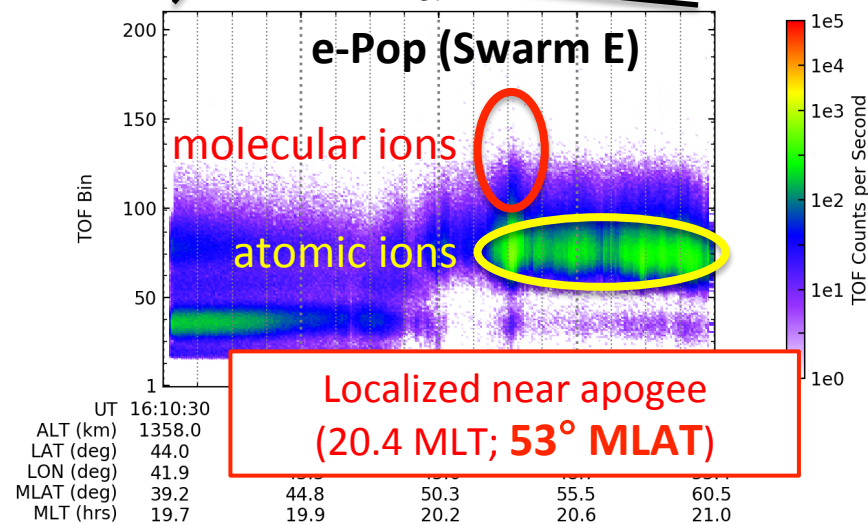 e-Pop (Swarm E)
200
150
100
50
1
TOF Bin
molecular ions
atomic ions
1e5
1e4
1e3
1e2
1e1
1e0
TOF Counts per Second
Localized near apogee
(20.4 MLT; 53° MLAT)
UT 16:10:30
ALT (km) 1358.0
LAT (deg) 44.0
LON (deg) 41.9
MLAT (deg) 39.2 44.8 50.3 55.5 60.5
MLT (hrs) 19.7 19.9 20.2 20.6 21.0